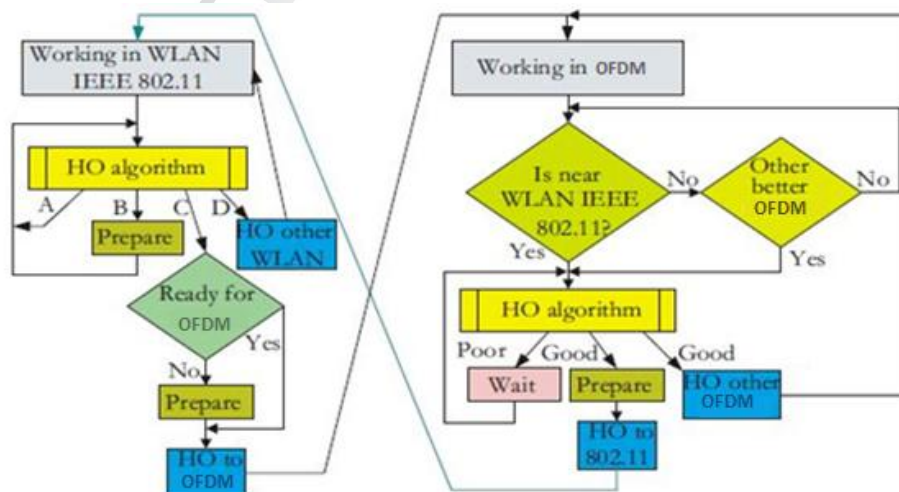 Working in WLAN
IEEE 802.11
HO algorithm
A
B
C
D
Prepare
HO other
WLAN
Ready for
OFDM
Yes
No
Prepare
HO to
OFDM
Working in OFDM
Is near
WLAN IEEE
802.11?
No
Other
better
OFDM
No
Yes
Yes
HO algorithm
Poor
Good
Good
Wait
Prepare
HO other
OFDM
HO to
802.11